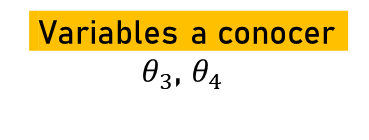 Variables a conocer
θ₃, θ₄